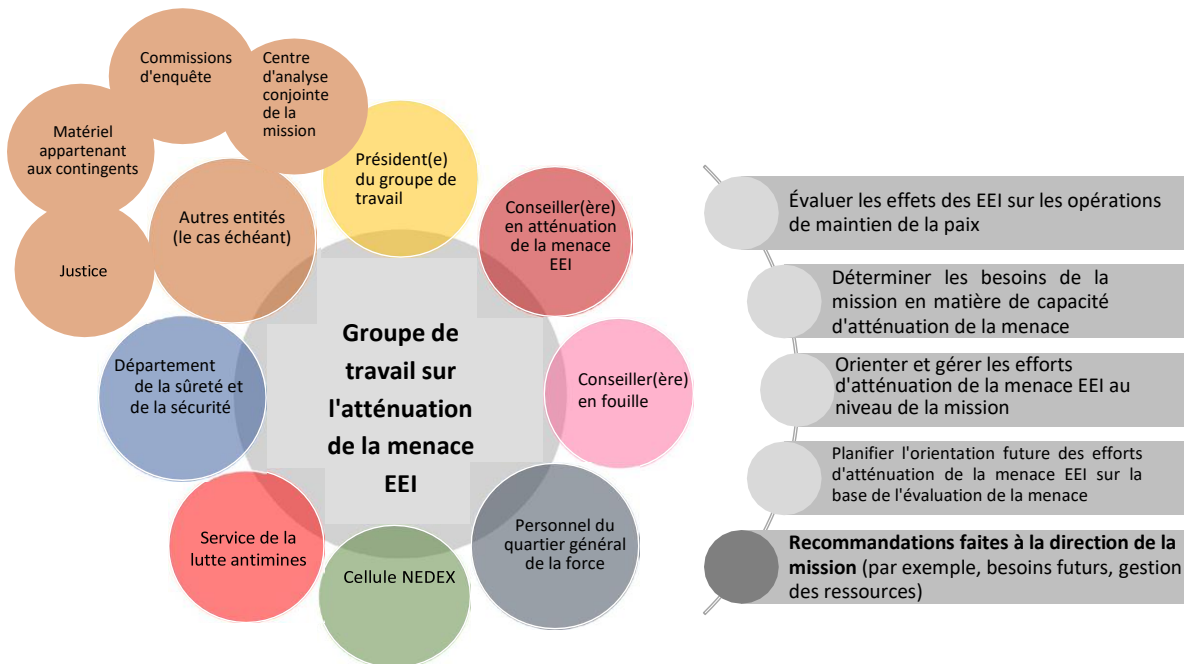 Commissions
d'enquête
Centre
d'analyse
conjointe
de la
mission
Matériel
appartenant
aux contingents
Justice
Autres entités
(le cas échéant)
Président(e)
du groupe de
travail
Conseiller(ère)
en atténuation
de la menace
EEI
Conseiller(ère)
en fouille
Personnel du
quartier général
de la force
Cellule NEDEX
Service de la
lutte antimines
Département
de la sûreté et
de la sécurité
Groupe de
travail sur
l'atténuation
de la menace
EEI
Évaluer les effets des EEI sur les opérations
de maintien de la paix
Déterminer les besoins de la
mission en matière de capacité
d'atténuation de la menace
Orienter et gérer les efforts
d'atténuation de la menace EEI au
niveau de la mission
Planifier l'orientation future des efforts
d'atténuation de la menace EEI sur la
base de l'évaluation de la menace
Recommandations faites à la direction de la
mission (par exemple, besoins futurs, gestion
des ressources)